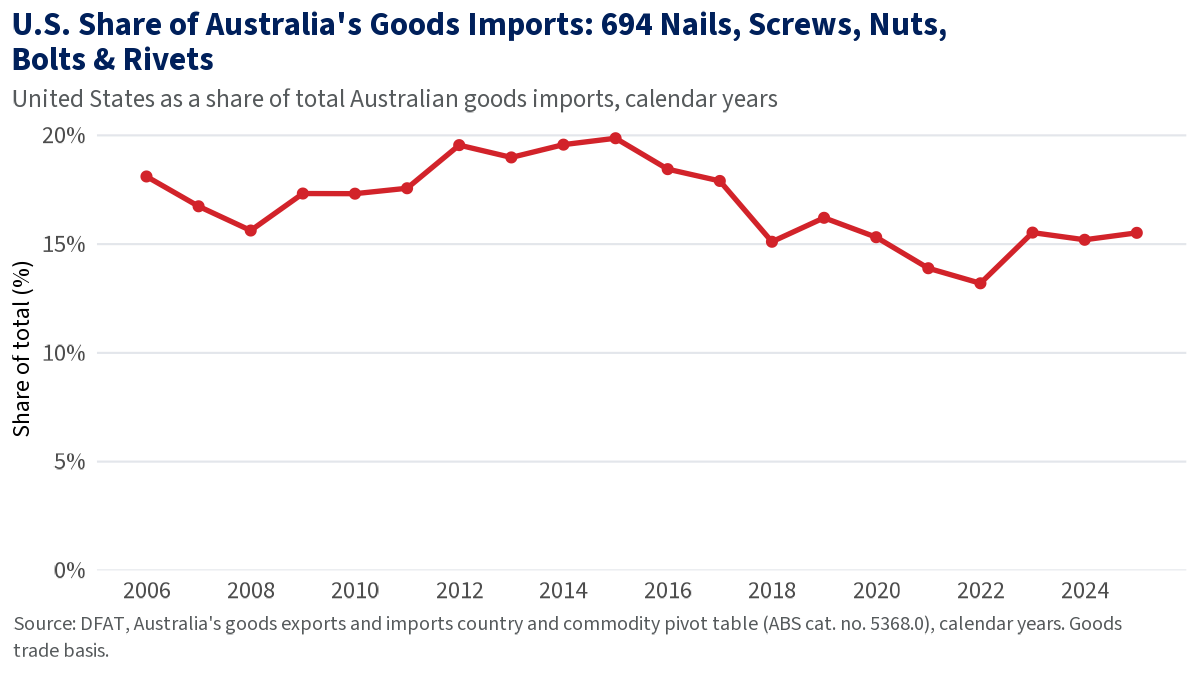 U.S. Share of Australia's Goods Imports: 694 Nails, Screws, Nuts,
Bolts & Rivets
United States as a share of total Australian goods imports, calendar years
Share of total (%)
20%
15%
10%
5%
0%
2006 2008 2010 2012 2014 2016 2018 2020 2022 2024
Source: DFAT, Australia's goods exports and imports country and commodity pivot table (ABS cat. no. 5368.0), calendar years. Goods
trade basis.